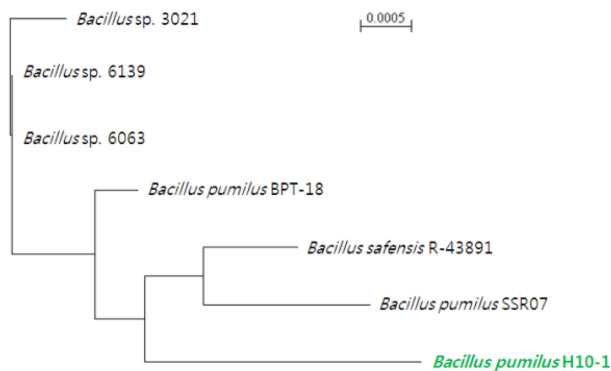 Bacillus sp. 3021
0.0005
Bacillus sp. 6139
Bacillus sp. 6063
Bacillus pumilus BPT-18
Bacillus safensis R-43891
Bacillus pumilus SSR07
Bacillus pumilus H10-1